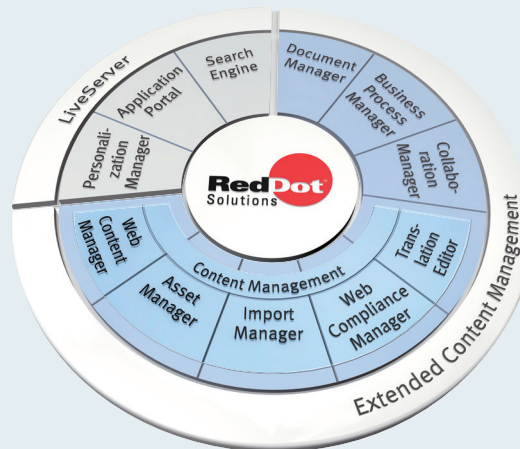 LiveServer
Personali-
zation
Manager
Application
Portal
Search
Engine
Document
Manager
Business
Process
Manager
Collabo-
ration
Manager
RedDot™
Solutions
Content Management
Web
Content
Manager
Asset
Manager
Import
Manager
Web
Compliance
Manager
Trans-
lation
Editor
Extended Content Management